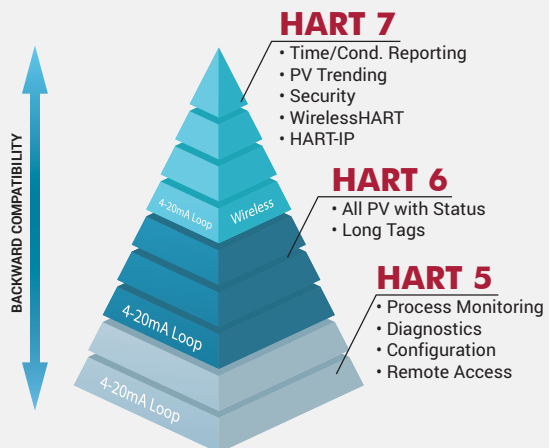 HART 7
• Time/Cond. Reporting
• PV Trending
• Security
• WirelessHART
• HART-IP
BACKWARD COMPATIBILITY
4-20mA Loop
Wireless
HART 6
• All PV with Status
• Long Tags
4-20mA Loop
HART 5
• Process Monitoring
• Diagnostics
• Configuration
• Remote Access
4-20mA Loop